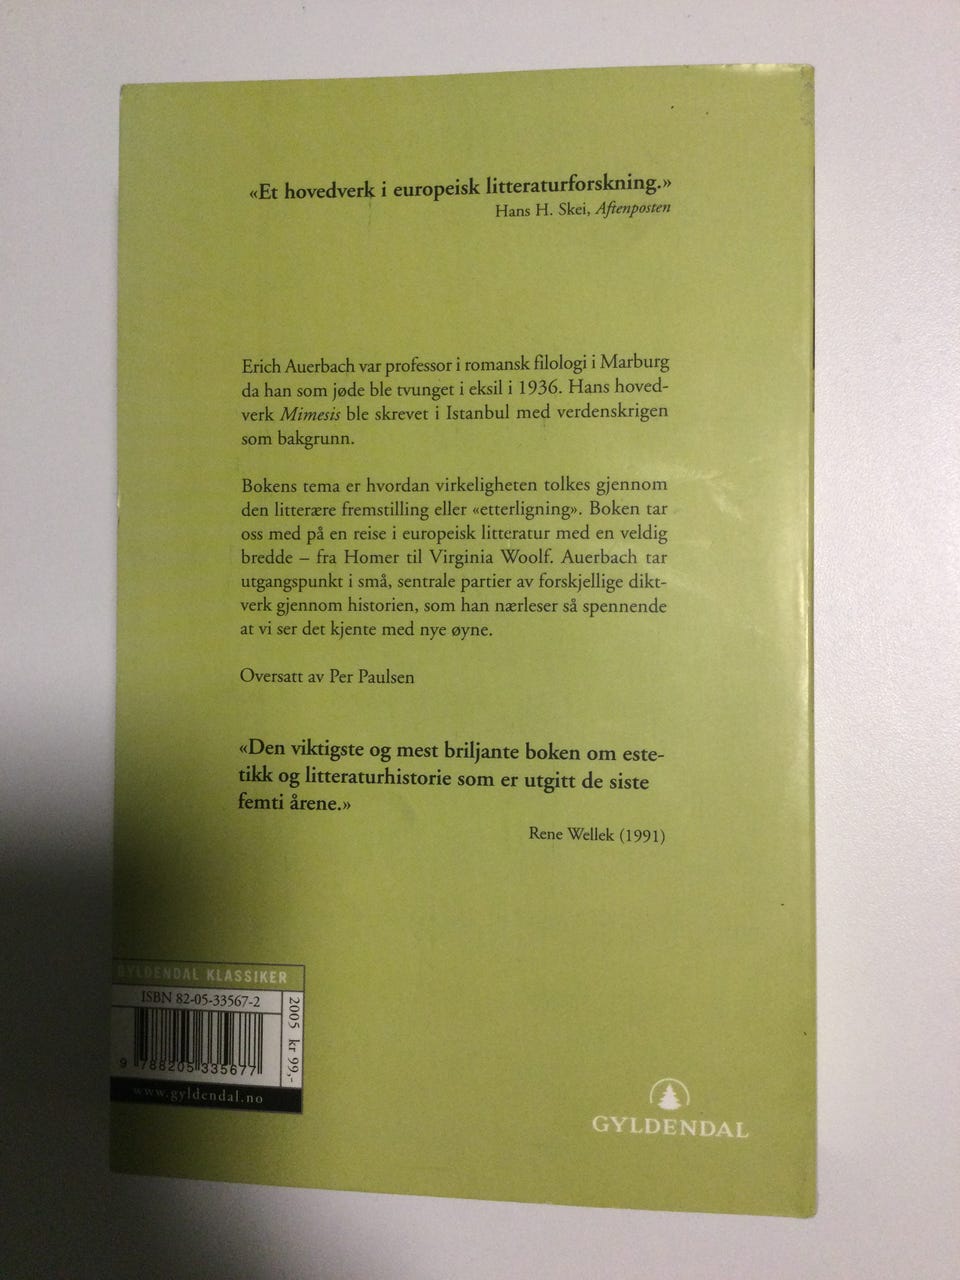 «Et hovedverk i europeisk litteraturforskning.»
Hans H. Skei, Aftenposten
Erich Auerbach var professor i romansk filologi i Marburg
da han som jøde ble tvunget i eksil i 1936. Hans hoved-
verk Mimesis ble skrevet i Istanbul med verdenskrigen
som bakgrunn.
Bokens tema er hvordan virkeligheten tolkes gjennom
den litterære fremstilling eller «etterligning». Boken tar
oss med på en reise i europeisk litteratur med en veldig
bredde – fra Homer til Virginia Woolf. Auerbach tar
utgangspunkt i små, sentrale partier av forskjellige dikt-
verk gjennom historien, som han nærleser så spennende
at vi ser det kjente med nye øyne.
Oversatt av Per Paulsen
«Den viktigste og mest briljante boken om este-
tikk og litteraturhistorie som er utgitt de siste
femti årene.»
Rene Wellek (1991)
GYLDENDAL KLASSIKER
ISBN 82-05-33567-2
2005 kr 99,-
9 788205 335677
www.gyldendal.no
GYLDENDAL